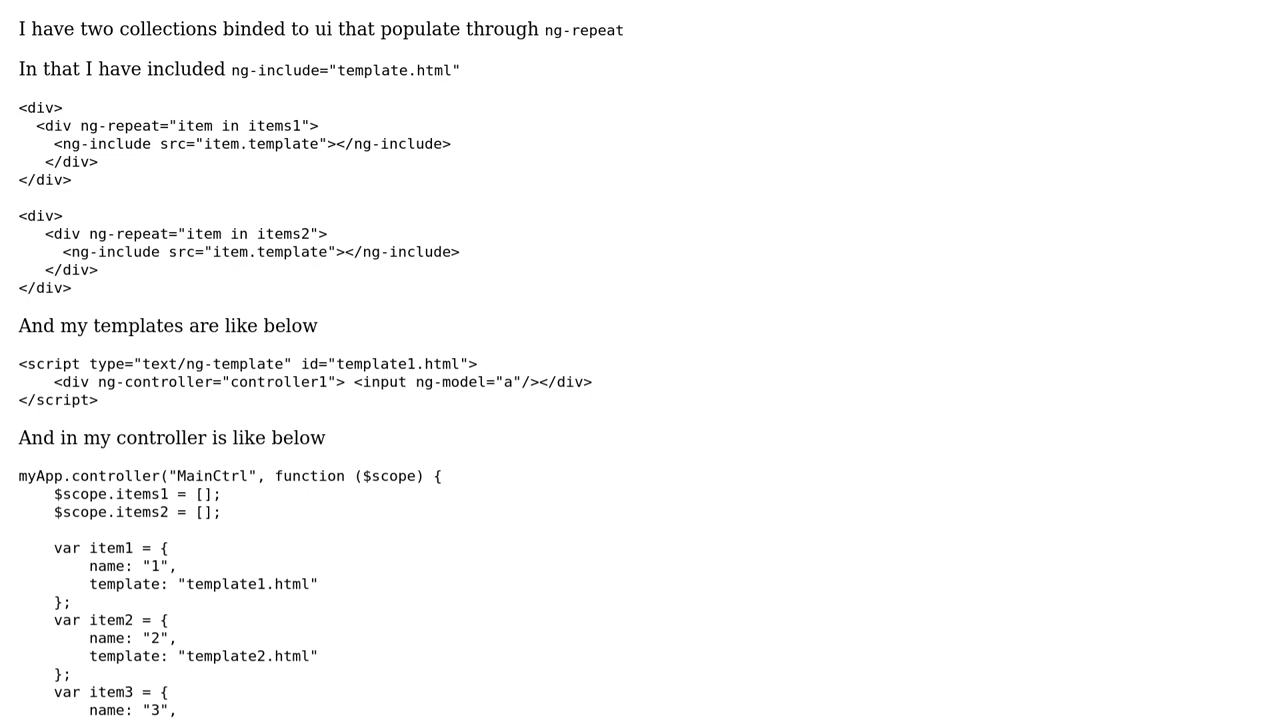 I have two collections binded to ui that populate through ng-repeat
In that I have included ng-include="template.html"
<div>
  <div ng-repeat="item in items1">
    <ng-include src="item.template"></ng-include>
   </div>
</div>

<div>
   <div ng-repeat="item in items2">
     <ng-include src="item.template"></ng-include>
   </div>
</div>
And my templates are like below
<script type="text/ng-template" id="template1.html">
    <div ng-controller="controller1"> <input ng-model="a"/></div>
</script>
And in my controller is like below
myApp.controller("MainCtrl", function ($scope) {
    $scope.items1 = [];
    $scope.items2 = [];

    var item1 = {
        name: "1",
        template: "template1.html"
    };
    var item2 = {
        name: "2",
        template: "template2.html"
    };
    var item3 = {
        name: "3",